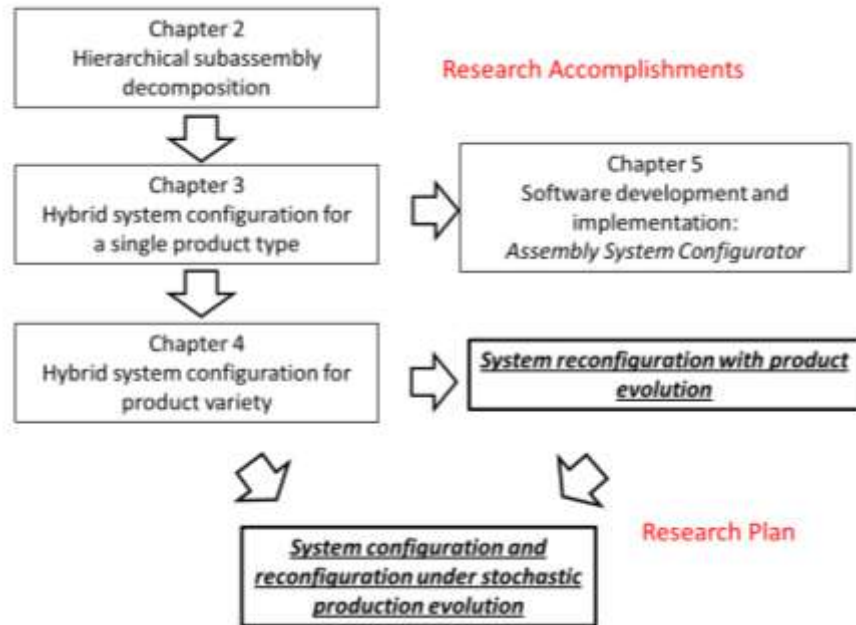 Chapter 2
Hierarchical subassembly
decomposition
Research Accomplishments
Chapter 3
Hybrid system configuration for
a single product type
Chapter 5
Software development and
implementation:
Assembly System Configurator
Chapter 4
Hybrid system configuration for
product variety
System reconfiguration with product
evolution
System configuration and
reconfiguration under stochastic
production evolution
Research Plan